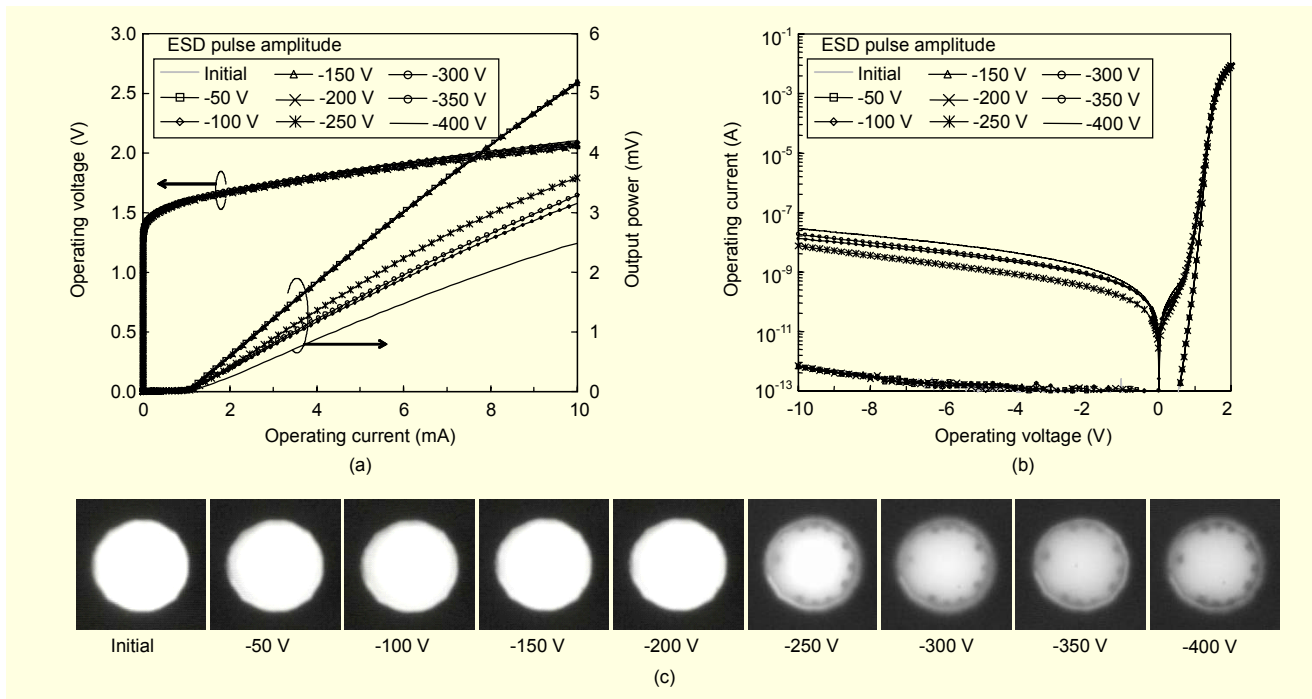 ESD pulse amplitude
Initial -150 V -300 V
-50 V -200 V -350 V
-100 V -250 V -400 V
3.0
2.5
2.0
1.5
1.0
0.5
0.0
Operating voltage (V)
6
5
4
3
2
1
0
Output power (mV)
0 2 4 6 8 10
Operating current (mA)
(a)
ESD pulse amplitude
Initial -150 V -300 V
-50 V -200 V -350 V
-100 V -250 V -400 V
10-1
10-3
10-5
10-7
10-9
10-11
10-13
Operating current (A)
-10 -8 -6 -4 -2 0 2
Operating voltage (V)
(b)
Initial -50 V -100 V -150 V -200 V -250 V -300 V -350 V -400 V
(c)